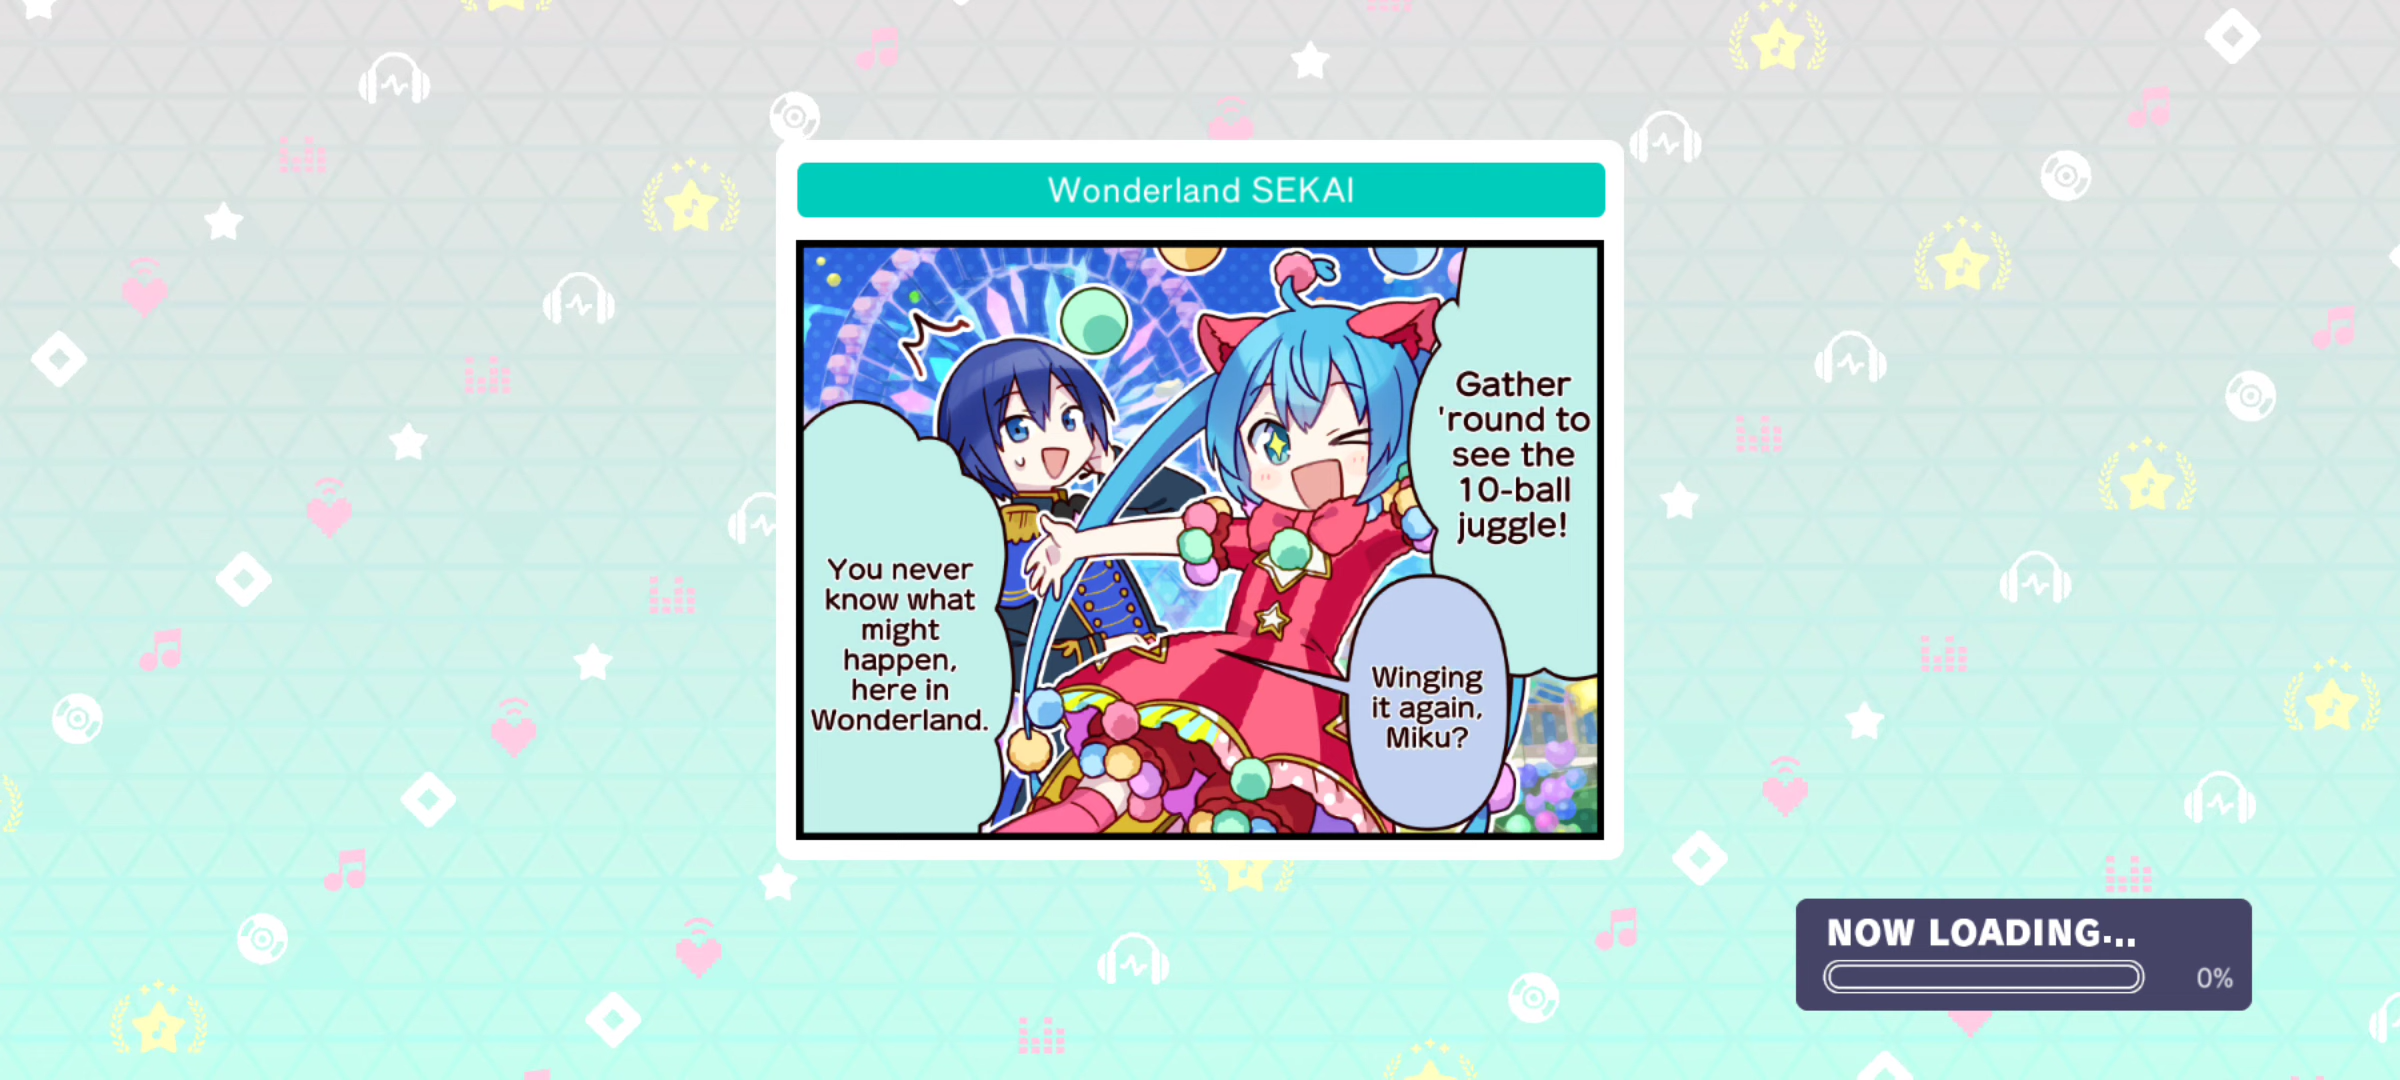 Wonderland SEKAI
Gather
'round to
see the
10-ball
juggle!
Winging
it again,
Miku?
You never
know what
might
happen,
here in
Wonderland.
NOW LOADING...
0%